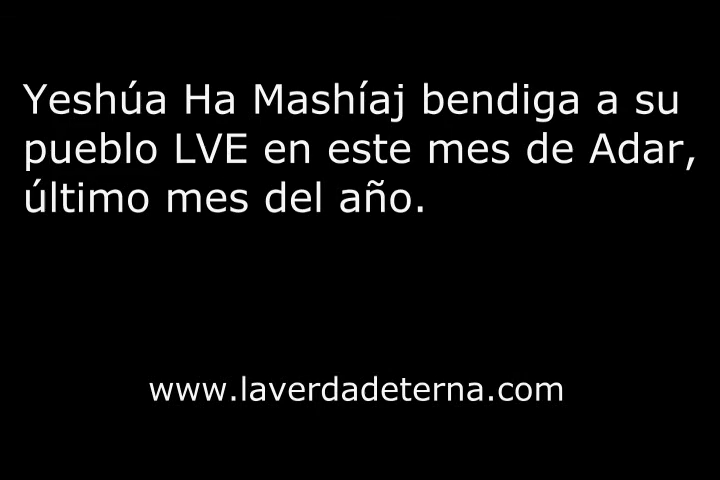 Yeshúa Ha Mashíaj bendiga a su
pueblo LVE en este mes de Adar,
último mes del año.
www.laverdadeterna.com